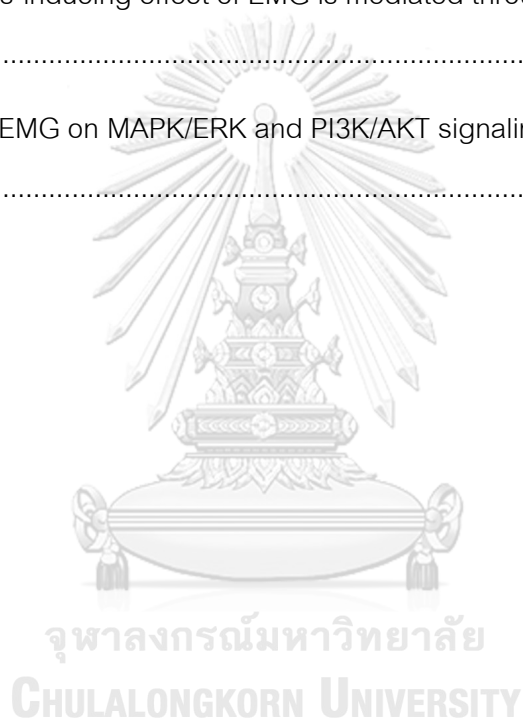 -inducing effect of EMG is mediated throu
................................................................................
EMG on MAPK/ERK and PI3K/AKT signalin
................................................................................
จุฬาลงกรณ์มหาวิทยาลัย
CHULALONGKORN UNIVERSITY